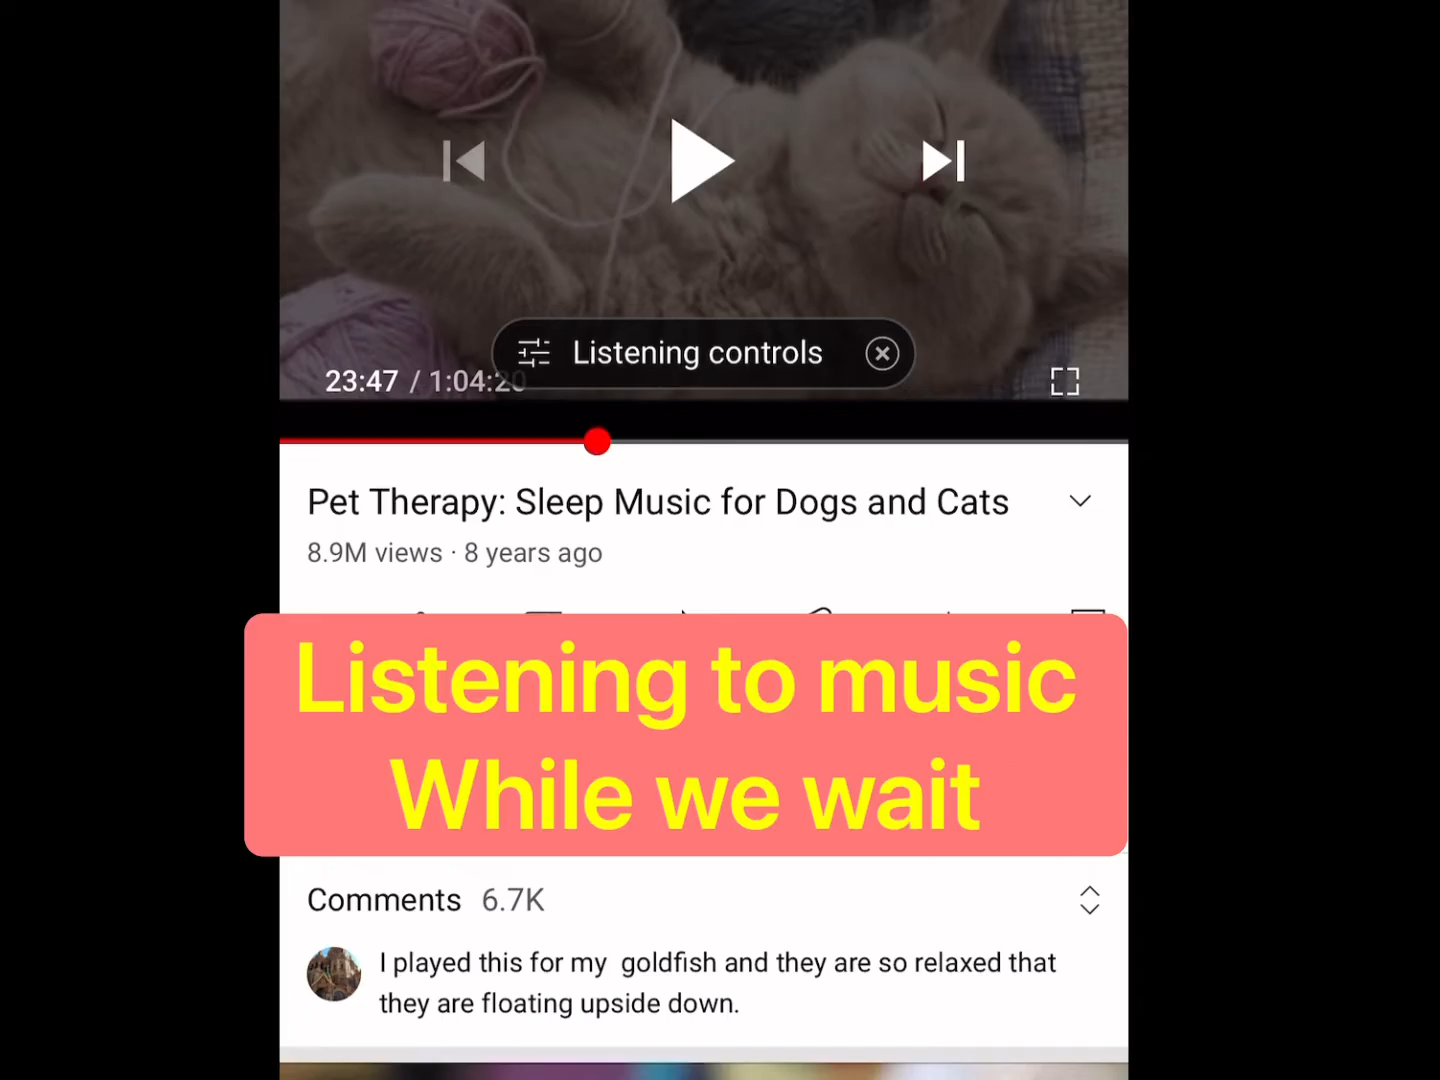 Listening controls
23:47 / 1:04:20
Pet Therapy: Sleep Music for Dogs and Cats
8.9M views · 8 years ago
Listening to music
While we wait
Comments 6.7K
I played this for my goldfish and they are so relaxed that
they are floating upside down.